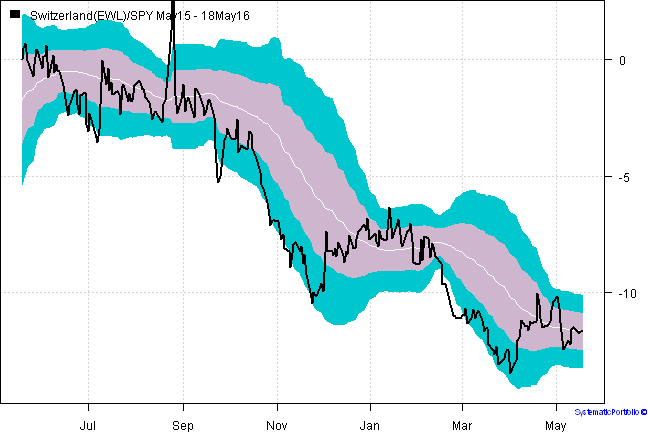 Switzerland(EWL)/SPY May15 - 18May16
0
-5
-10
Jul Sep Nov Jan Mar May
SystematicPortfolio ©